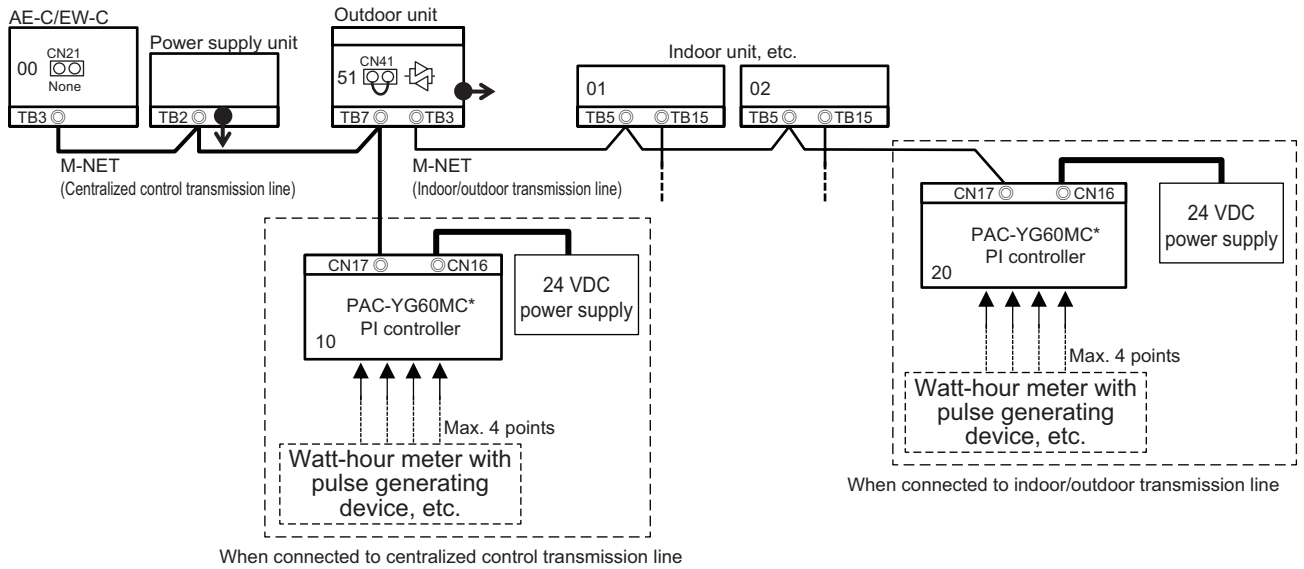 AE-C/EW-C
CN21
00
None
TB3
Power supply unit
TB2
Outdoor unit
CN41
51
TB7
TB3
Indoor unit, etc.
01
TB5
TB15
02
TB5
TB15
M-NET
(Centralized control transmission line)
M-NET
(Indoor/outdoor transmission line)
CN17
CN16
PAC-YG60MC*
PI controller
10
24 VDC
power supply
Max. 4 points
Watt-hour meter with
pulse generating
device, etc.
When connected to centralized control transmission line
CN17
CN16
PAC-YG60MC*
PI controller
20
24 VDC
power supply
Max. 4 points
Watt-hour meter with
pulse generating
device, etc.
When connected to indoor/outdoor transmission line